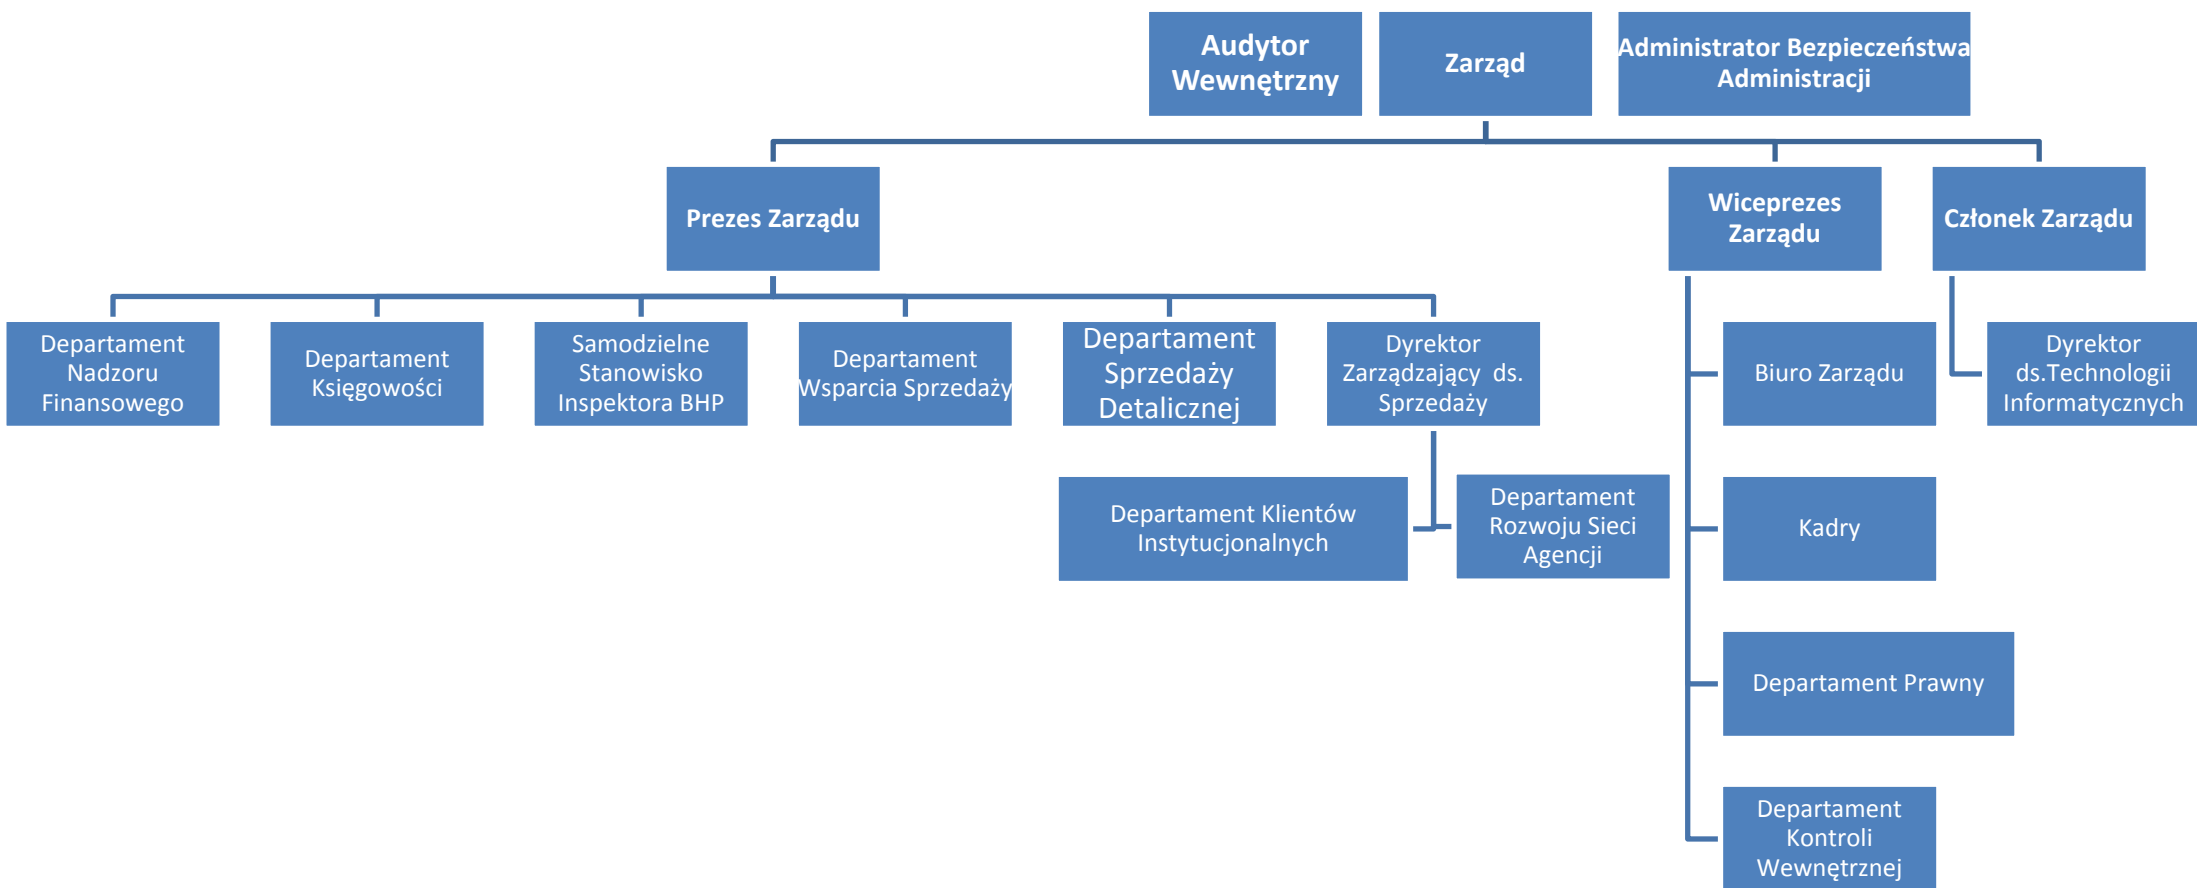 Audytor
Wewnętrzny
Zarząd
Administrator Bezpieczeństwa
Administracji
Prezes Zarządu
Wiceprezes
Zarządu
Członek Zarządu
Departament
Nadzoru
Finansowego
Departament
Księgowości
Samodzielne
Stanowisko
Inspektora BHP
Departament
Wsparcia Sprzedaży
Departament
Sprzedaży
Detalicznej
Dyrektor
Zarządzający ds.
Sprzedaży
Biuro Zarządu
Dyrektor
ds.Technologii
Informatycznych
Departament Klientów
Instytucjonalnych
Departament
Rozwoju Sieci
Agencji
Kadry
Departament Prawny
Departament
Kontroli
Wewnętrznej